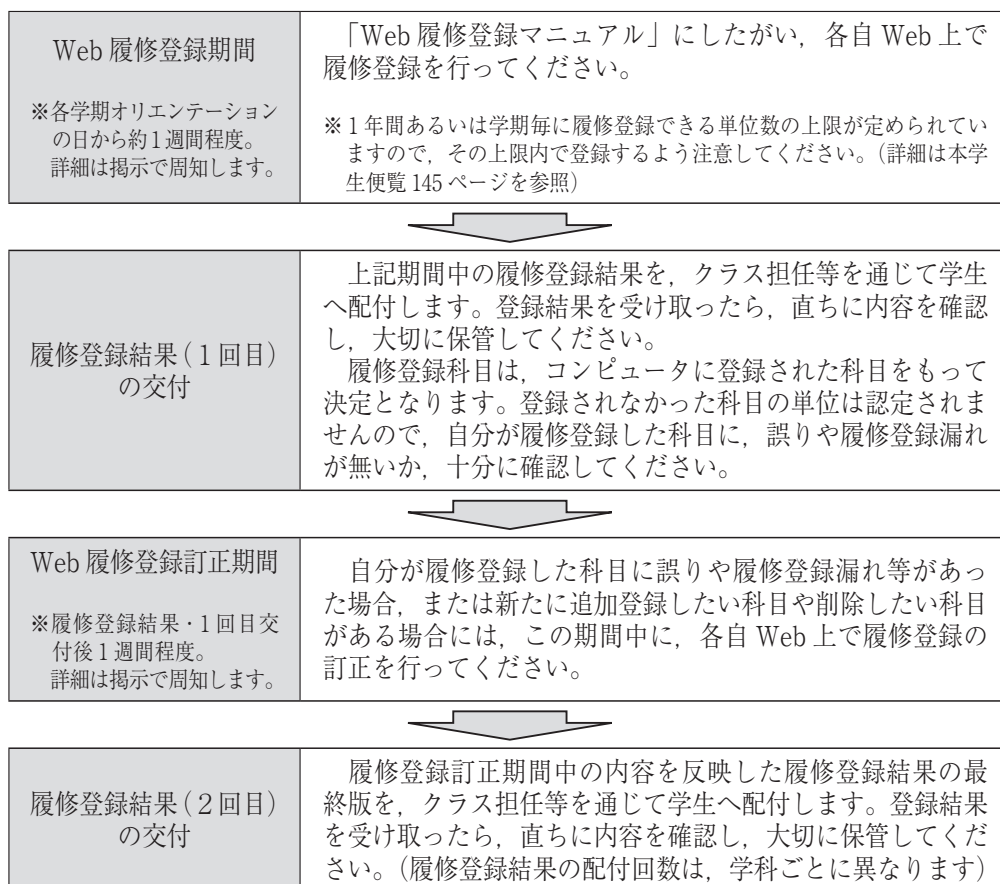 Web 履修登録期間
※各学期オリエンテーション
の日から約1週間程度。
詳細は掲示で周知します。
「Web 履修登録マニュアル」にしたがい，各自 Web 上で
履修登録を行ってください。
※1年間あるいは学期毎に履修登録できる単位数の上限が定められてい
ますので，その上限内で登録するよう注意してください。（詳細は本学
生便覧 145 ページを参照）
履修登録結果（１回目）
の交付
上記期間中の履修登録結果を，クラス担任等を通じて学生
へ配付します。登録結果を受け取ったら，直ちに内容を確認
し，大切に保管してください。
履修登録科目は，コンピュータに登録された科目をもって
決定となります。登録されなかった科目の単位は認定されま
せんので，自分が履修登録した科目に，誤りや履修登録漏れ
が無いか，十分に確認してください。
Web 履修登録訂正期間
※履修登録結果・1回目交
付後1週間程度。
詳細は掲示で周知します。
自分が履修登録した科目に誤りや履修登録漏れ等があっ
た場合，または新たに追加登録したい科目や削除したい科目
がある場合には，この期間中に，各自 Web 上で履修登録の
訂正を行ってください。
履修登録結果（２回目）
の交付
履修登録訂正期間中の内容を反映した履修登録結果の最
終版を，クラス担任等を通じて学生へ配付します。登録結果
を受け取ったら，直ちに内容を確認し，大切に保管してくだ
さい。（履修登録結果の配付回数は，学科ごとに異なります）